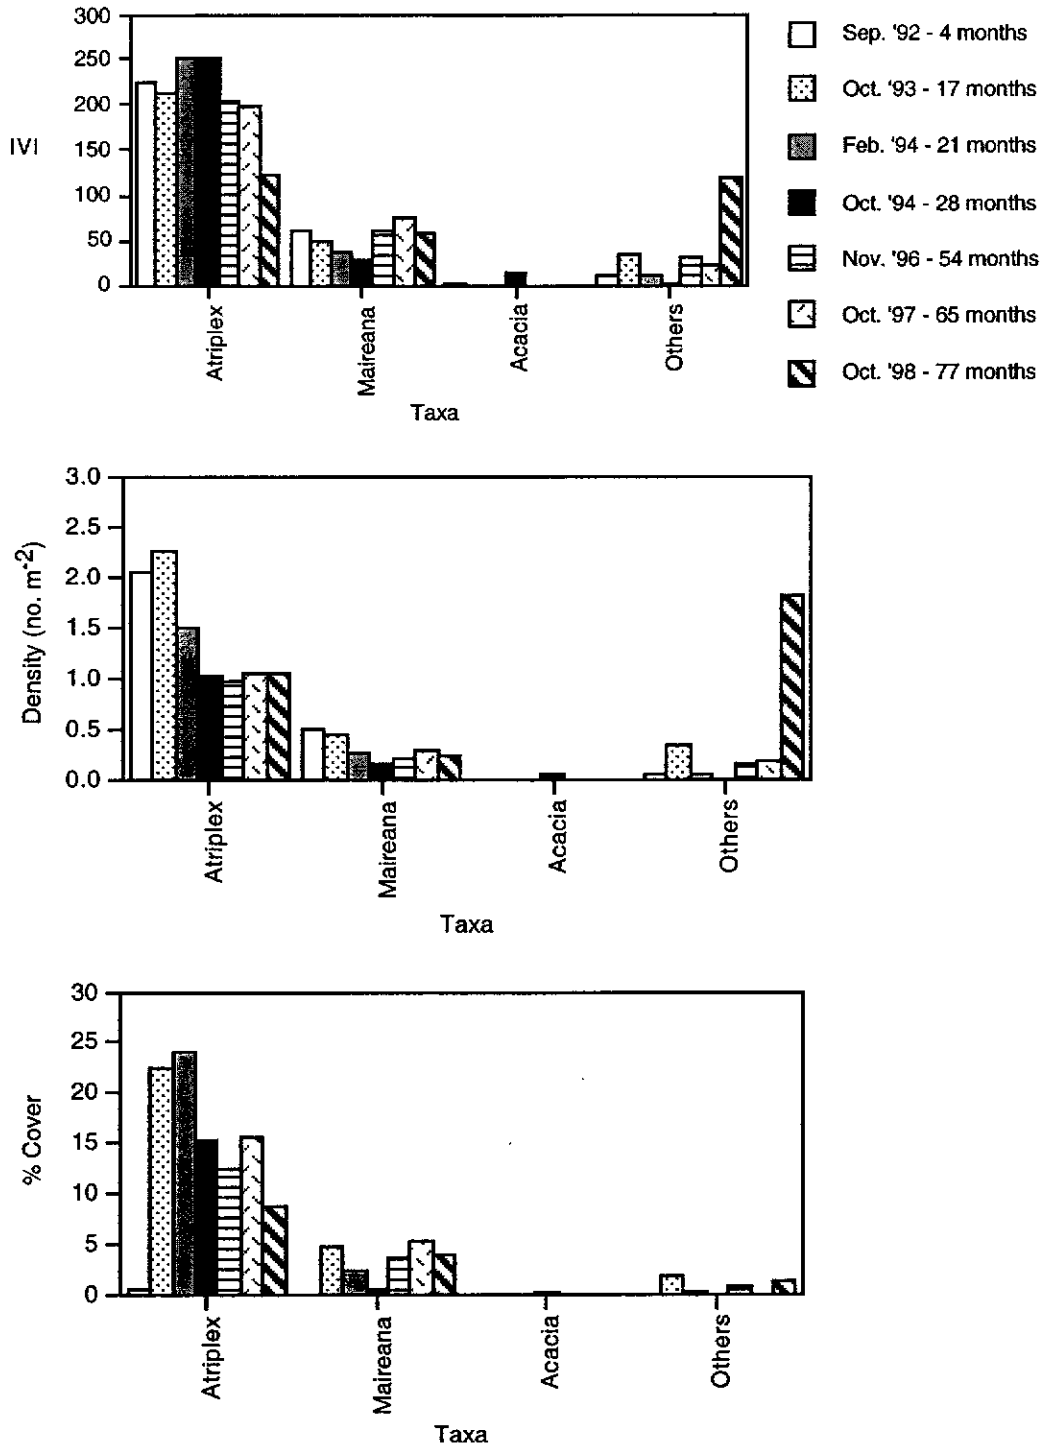 300
250
200
150
100
50
0
IVI
Atriplex
Maireana
Acacia
Others
Taxa
Sep. '92 - 4 months
Oct. '93 - 17 months
Feb. '94 - 21 months
Oct. '94 - 28 months
Nov. '96 - 54 months
Oct. '97 - 65 months
Oct. '98 - 77 months
3.0
2.5
2.0
1.5
1.0
0.5
0.0
Density (no. m-2)
Atriplex
Maireana
Acacia
Others
Taxa
30
25
20
15
10
5
0
% Cover
Atriplex
Maireana
Acacia
Others
Taxa